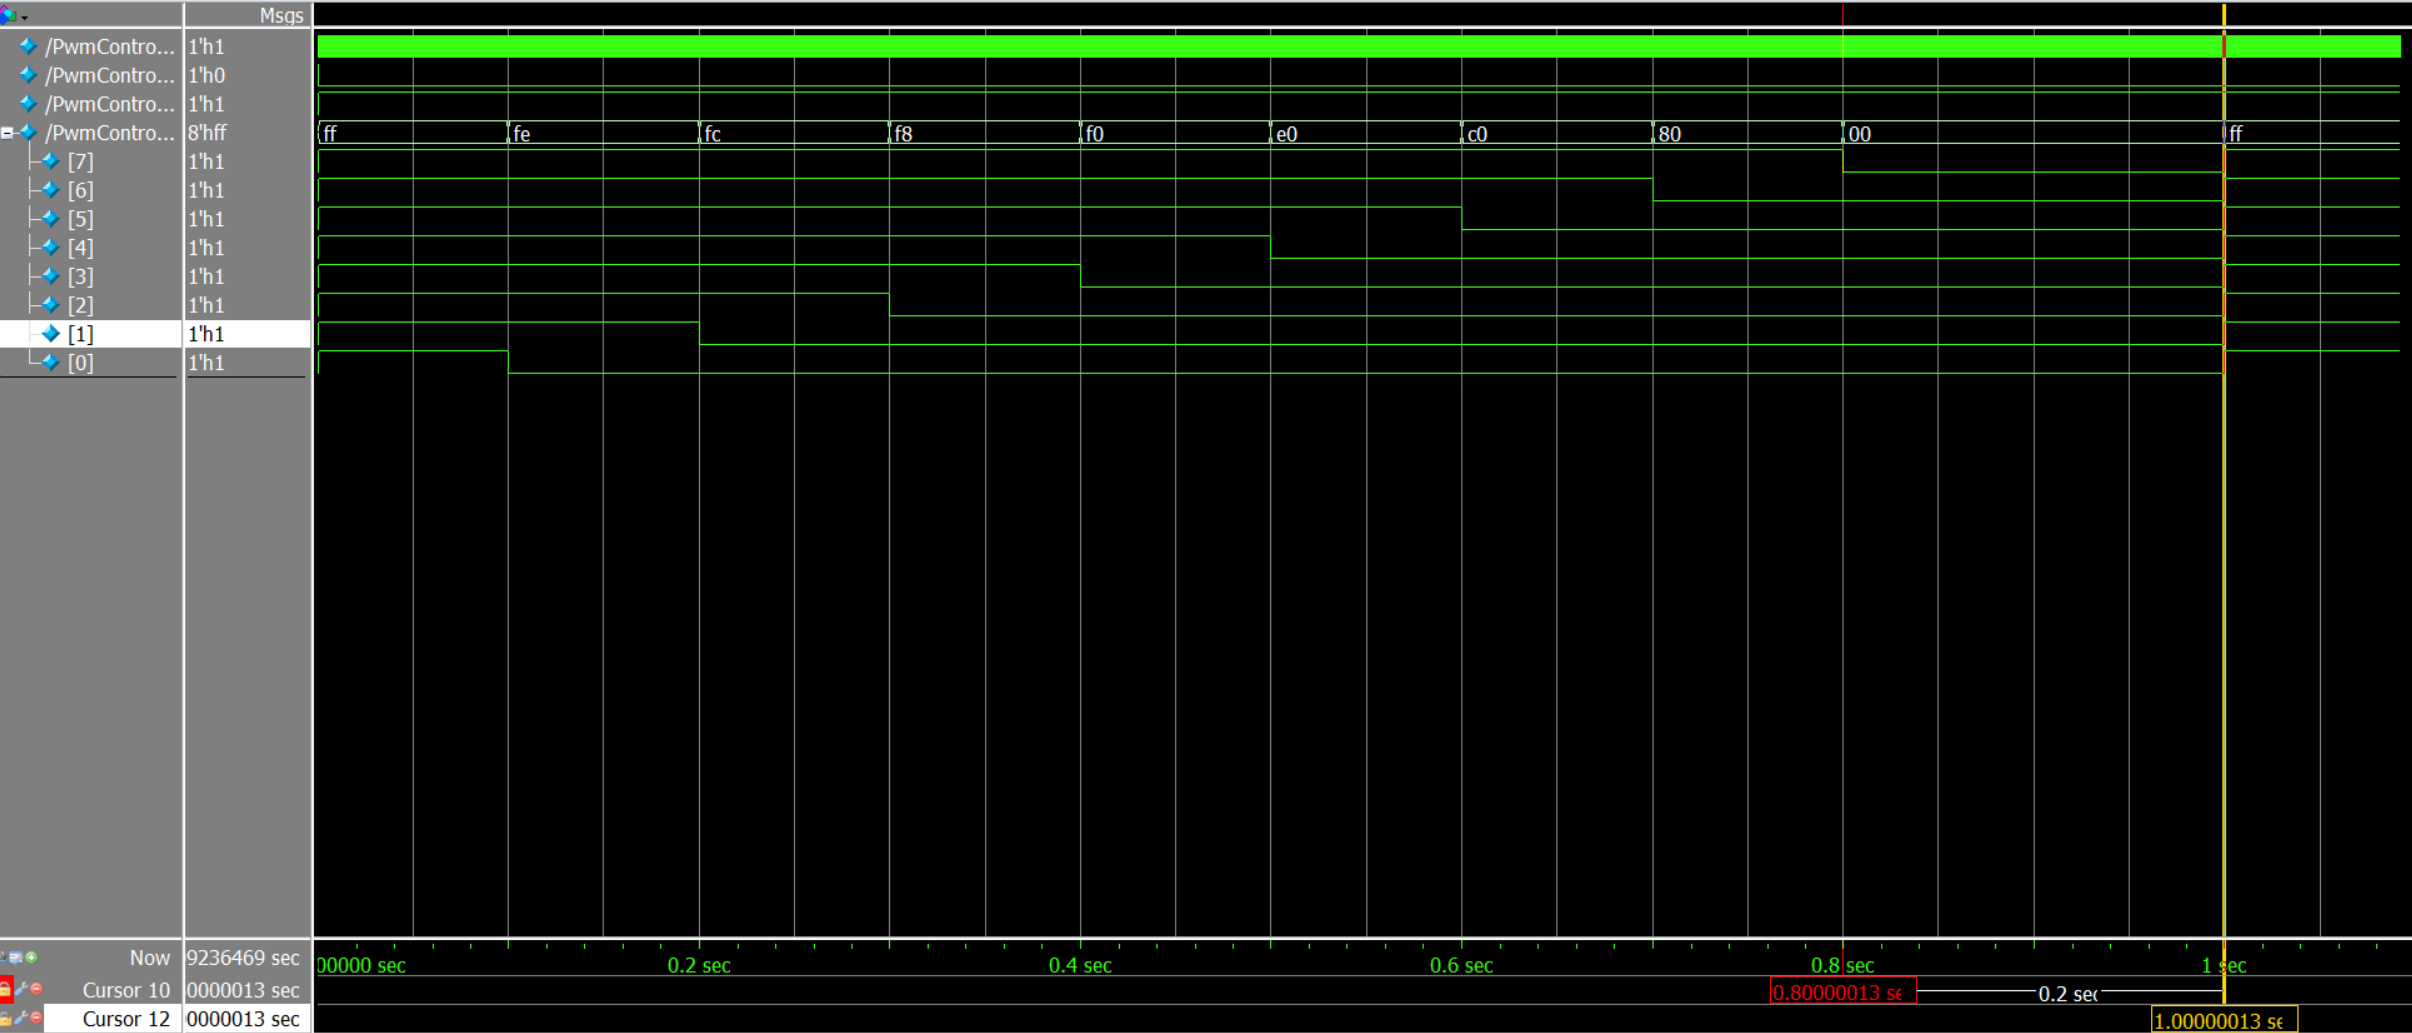 Msgs
/PwmContro... 1'h1
/PwmContro... 1'h0
/PwmContro... 1'h1
/PwmContro... 8'hff ff fe fc f8 f0 e0 c0 80 00 ff
[7] 1'h1
[6] 1'h1
[5] 1'h1
[4] 1'h1
[3] 1'h1
[2] 1'h1
[1] 1'h1
[0] 1'h1
Now 9236469 sec 00000 sec 0.2 sec 0.4 sec 0.6 sec 0.8 sec 1 sec
Cursor 10 0000013 sec 0.80000013 se 0.2 sec
Cursor 12 0000013 sec 1.00000013 se